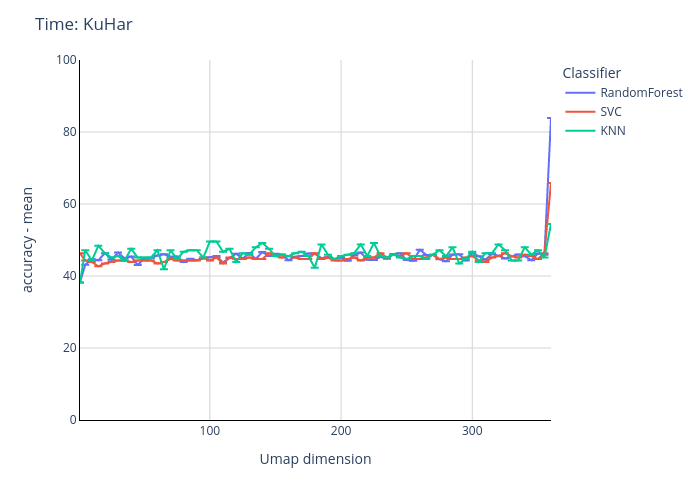 Time: KuHar
100
80
60
40
20
0
accuracy - mean
100
200
300
Umap dimension
Classifier
RandomForest
SVC
KNN